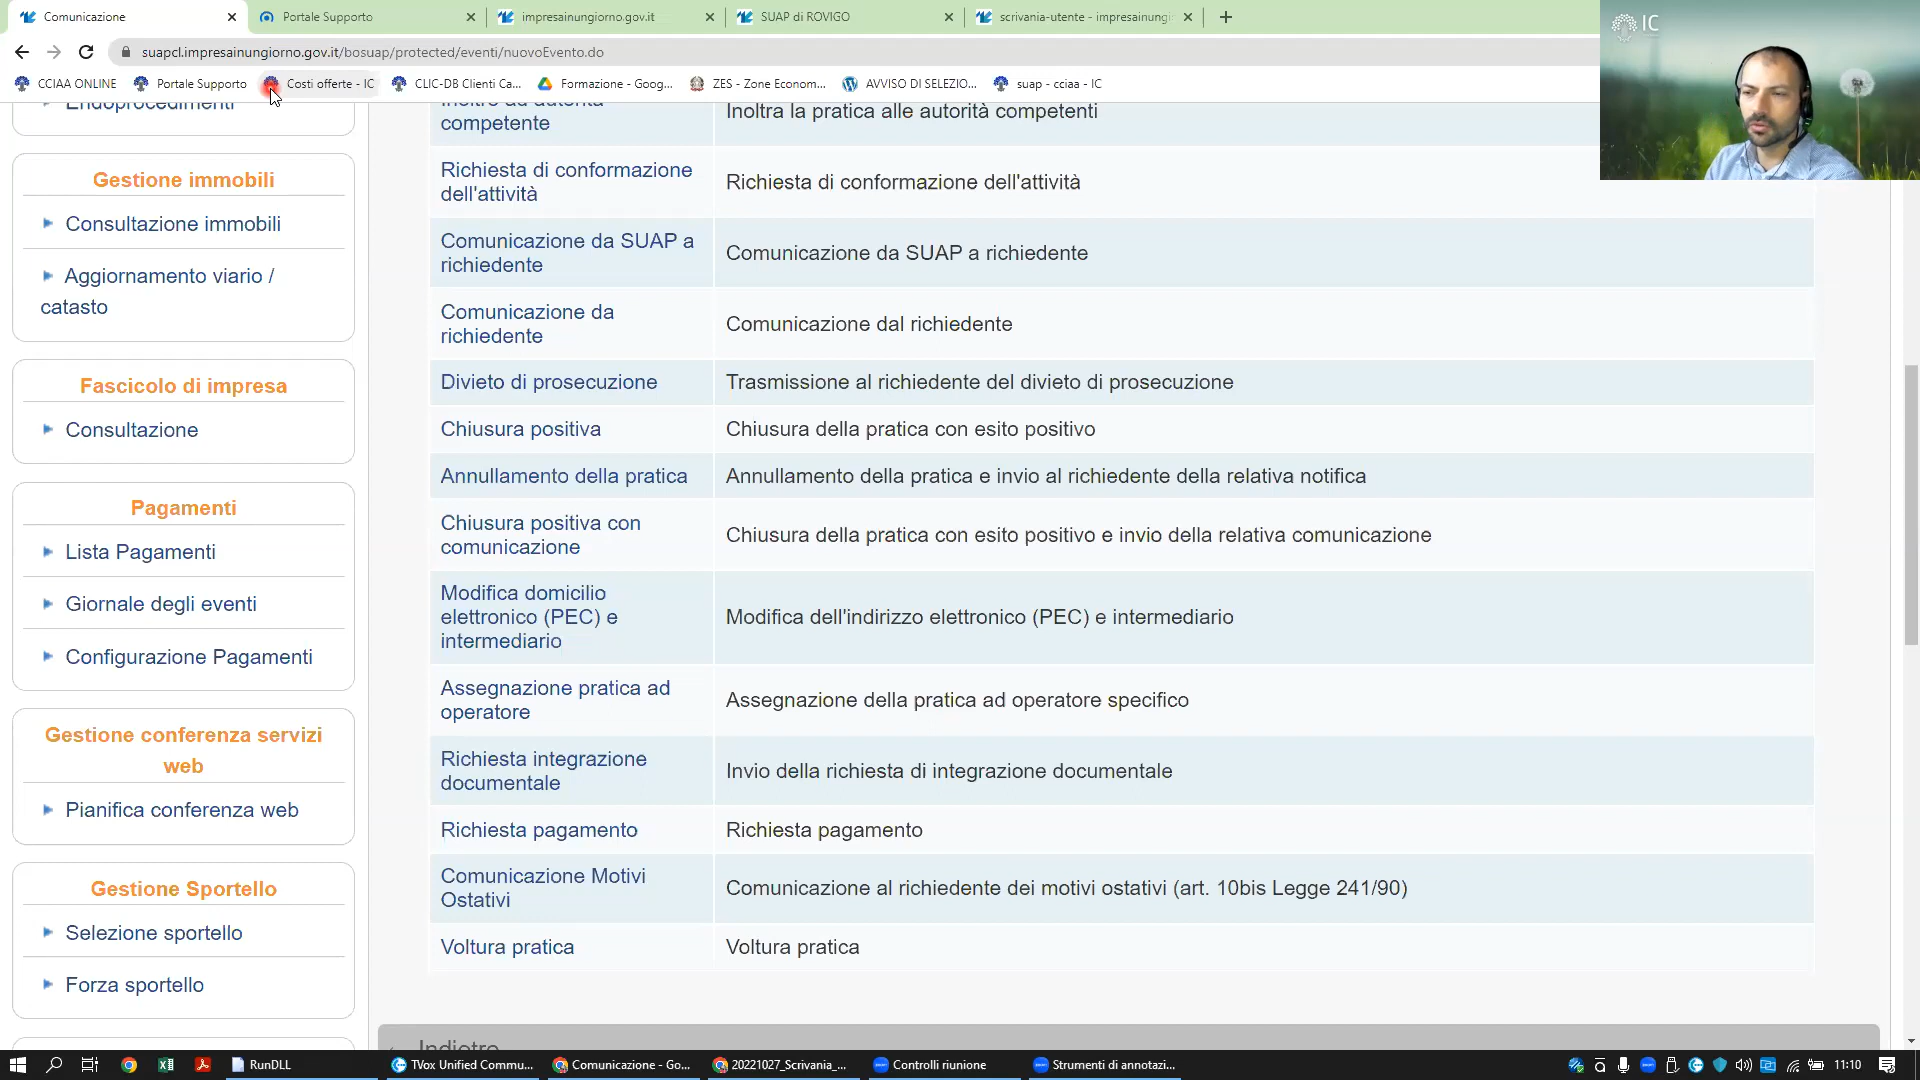 Comunicazione
Portale Supporto
impresainungiorno.gov.it
SUAP di ROVIGO
scrivania-utente - impresainungi
suapcl.impresainungiorno.gov.it/bosuap/protected/eventi/nuovoEvento.do
CCIAA ONLINE
Portale Supporto
Costi offerte - IC
CLIC-DB Clienti Ca...
Formazione - Goog...
ZES - Zone Econom...
AVVISO DI SELEZIO...
suap - cciaa - IC
IC
Endoprocedimenti
Gestione immobili
Consultazione immobili
Aggiornamento viario /
catasto
Fascicolo di impresa
Consultazione
Pagamenti
Lista Pagamenti
Giornale degli eventi
Configurazione Pagamenti
Gestione conferenza servizi
web
Pianifica conferenza web
Gestione Sportello
Selezione sportello
Forza sportello
Inoltro ad autorità
competente
Inoltra la pratica alle autorità competenti
Richiesta di conformazione
dell'attività
Richiesta di conformazione dell'attività
Comunicazione da SUAP a
richiedente
Comunicazione da SUAP a richiedente
Comunicazione da
richiedente
Comunicazione dal richiedente
Divieto di prosecuzione
Trasmissione al richiedente del divieto di prosecuzione
Chiusura positiva
Chiusura della pratica con esito positivo
Annullamento della pratica
Annullamento della pratica e invio al richiedente della relativa notifica
Chiusura positiva con
comunicazione
Chiusura della pratica con esito positivo e invio della relativa comunicazione
Modifica domicilio
elettronico (PEC) e
intermediario
Modifica dell'indirizzo elettronico (PEC) e intermediario
Assegnazione pratica ad
operatore
Assegnazione della pratica ad operatore specifico
Richiesta integrazione
documentale
Invio della richiesta di integrazione documentale
Richiesta pagamento
Richiesta pagamento
Comunicazione Motivi
Ostativi
Comunicazione al richiedente dei motivi ostativi (art. 10bis Legge 241/90)
Voltura pratica
Voltura pratica
Indietro
RunDLL
TVox Unified Commu...
Comunicazione - Go...
20221027_Scrivania_...
Controlli riunione
Strumenti di annotazi...
11:10